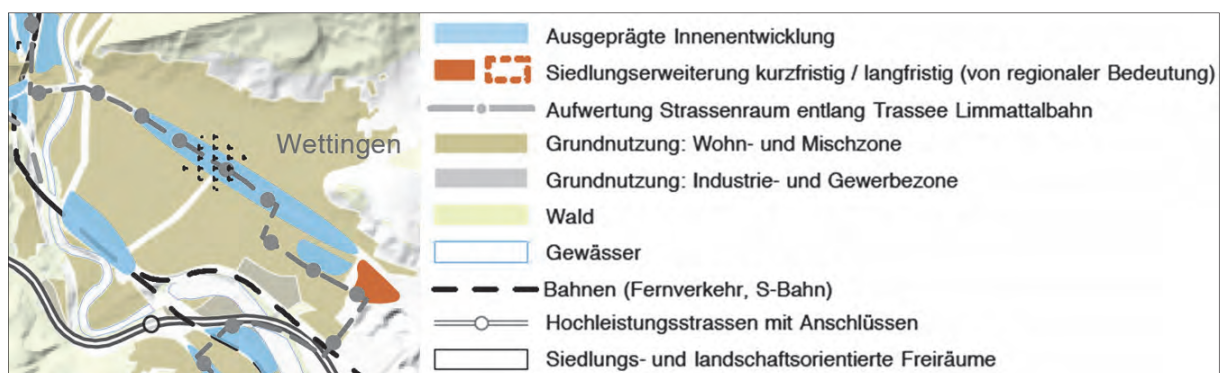 Wettingen
Ausgeprägte Innenentwicklung
Siedlungserweiterung kurzfristig / langfristig (von regionaler Bedeutung)
Aufwertung Strassenraum entlang Trassee Limmattalbahn
Grundnutzung: Wohn- und Mischzone
Grundnutzung: Industrie- und Gewerbezone
Wald
Gewässer
Bahnen (Fernverkehr, S-Bahn)
Hochleistungsstrassen mit Anschlüssen
Siedlungs- und landschaftsorientierte Freiräume